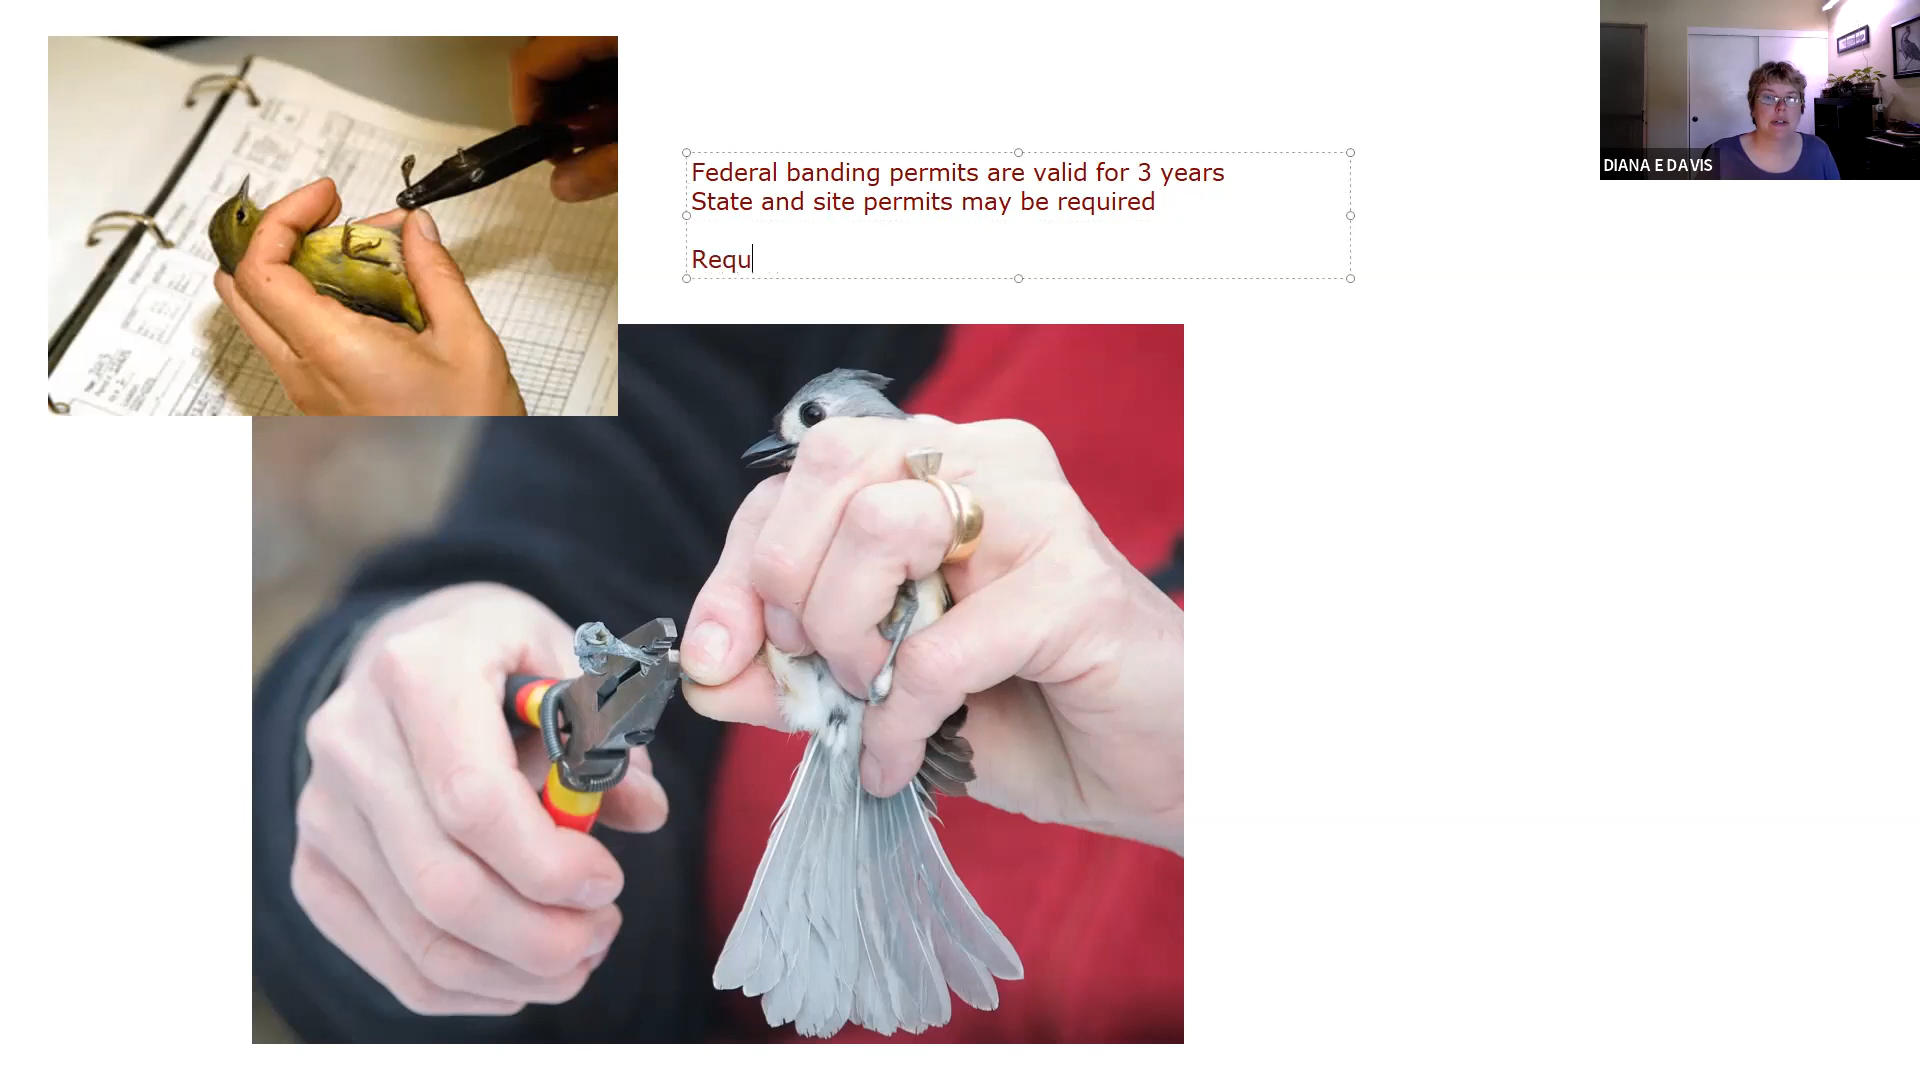 Federal banding permits are valid for 3 years
State and site permits may be required
Requ
DIANA E DAVIS